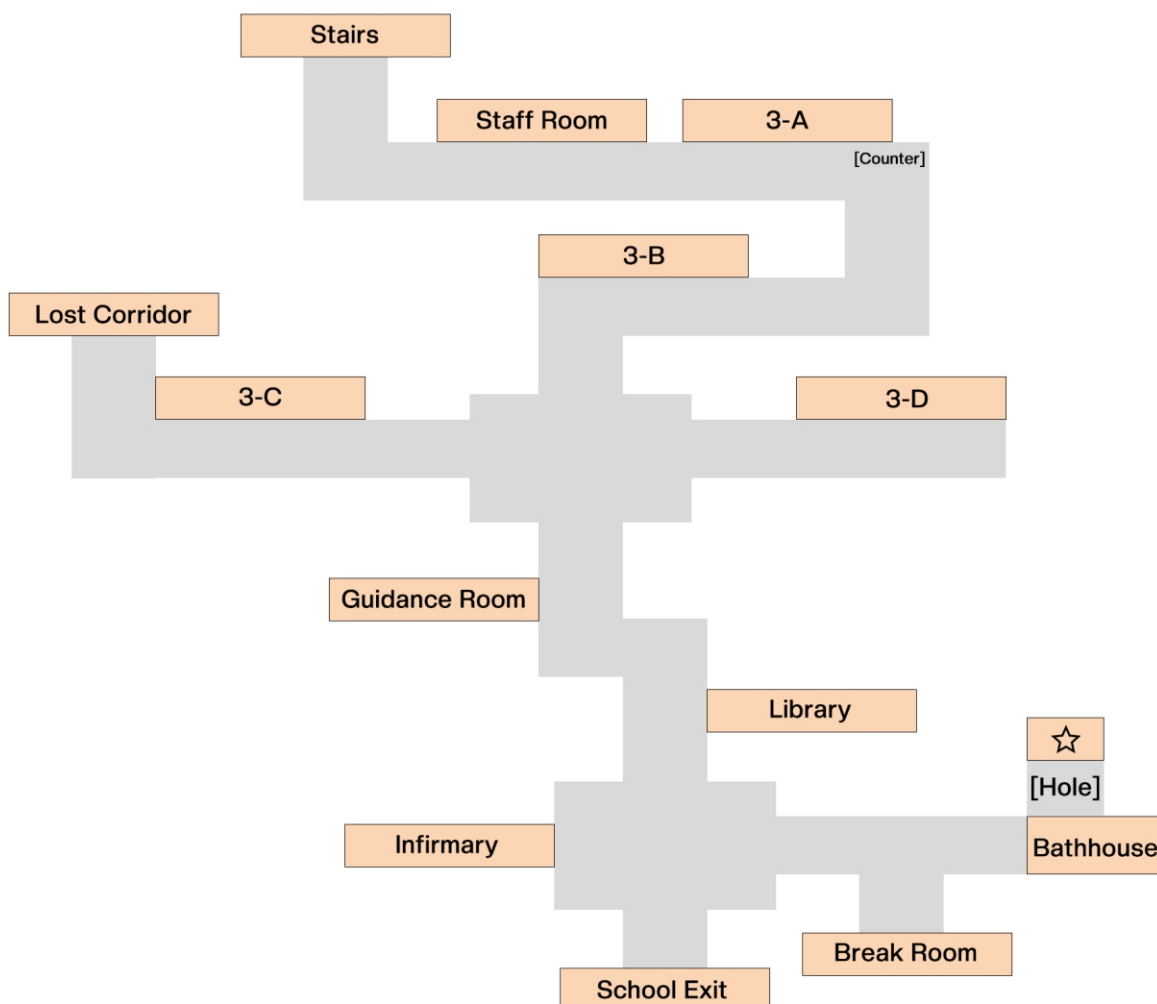 Stairs
Staff Room
3-A
[Counter]
3-B
Lost Corridor
3-C
3-D
Guidance Room
Library
☆
[Hole]
Infirmary
Bathhouse
Break Room
School Exit